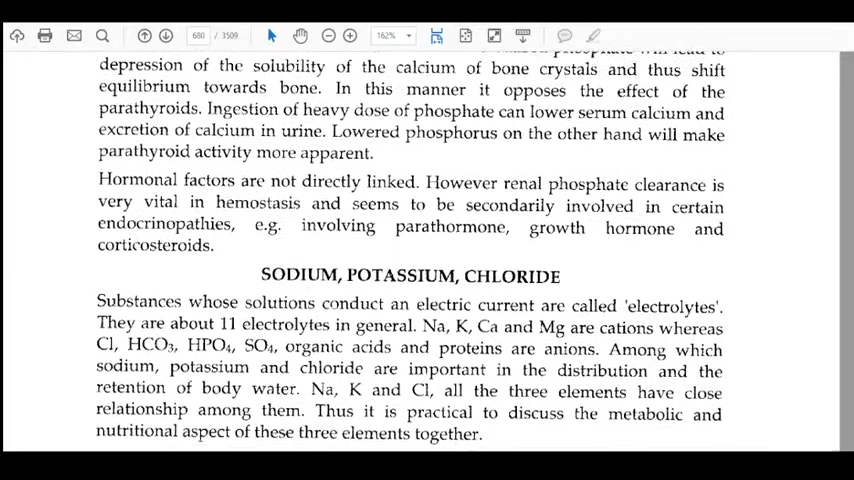 680 / 3509
162%
phosphate will lead to
depression of the solubility of the calcium of bone crystals and thus shift
equilibrium towards bone. In this manner it opposes the effect of the
parathyroids. Ingestion of heavy dose of phosphate can lower serum calcium and
excretion of calcium in urine. Lowered phosphorus on the other hand will make
parathyroid activity more apparent.
Hormonal factors are not directly linked. However renal phosphate clearance is
very vital in hemostasis and seems to be secondarily involved in certain
endocrinopathies, e.g. involving parathormone, growth hormone and
corticosteroids.
SODIUM, POTASSIUM, CHLORIDE
Substances whose solutions conduct an electric current are called 'electrolytes'.
They are about 11 electrolytes in general. Na, K, Ca and Mg are cations whereas
Cl, HCO3, HPO4, SO4, organic acids and proteins are anions. Among which
sodium, potassium and chloride are important in the distribution and the
retention of body water. Na, K and Cl, all the three elements have close
relationship among them. Thus it is practical to discuss the metabolic and
nutritional aspect of these three elements together.